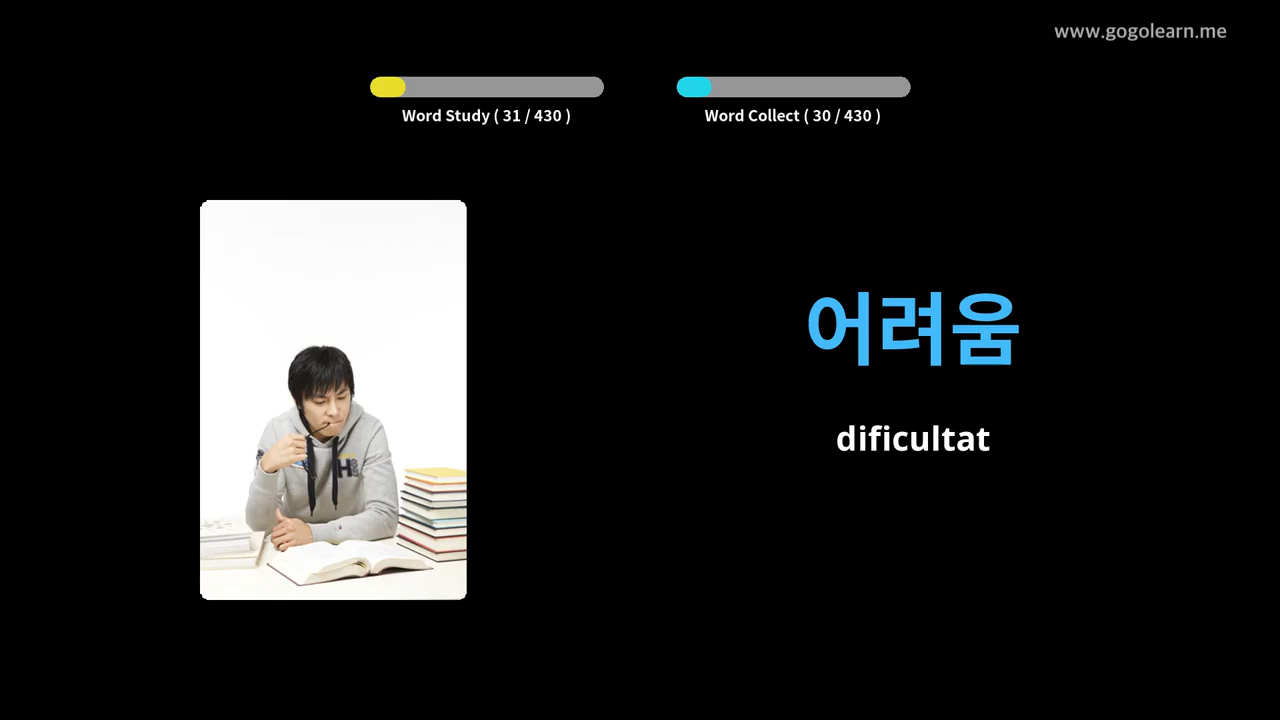 www.gogolearn.me
Word Study ( 31 / 430 )
Word Collect ( 30 / 430 )
어려움
dificultat
H